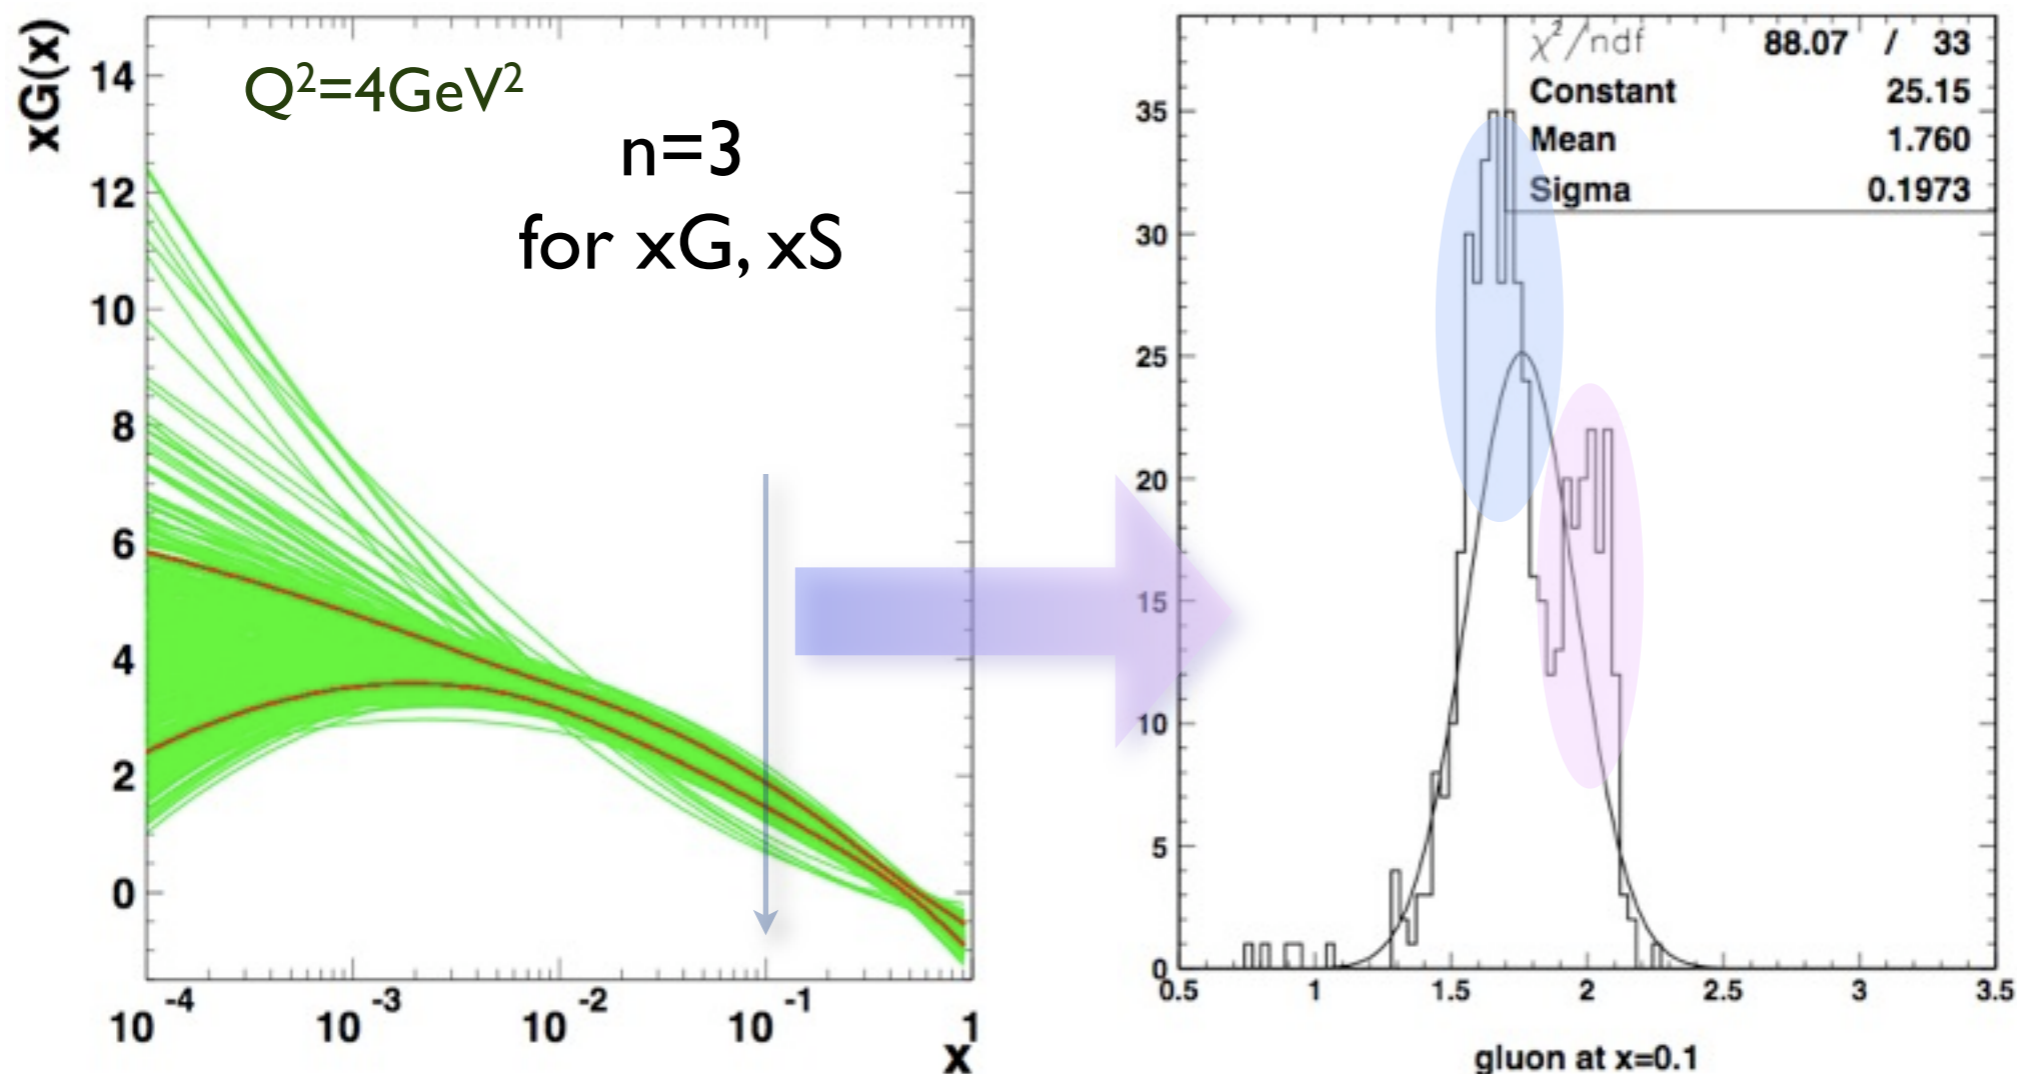 xG(x)
Q²=4GeV²
n=3
for xG, xS
14
12
10
8
6
4
2
0
10⁻⁴ 10⁻³ 10⁻² 10⁻¹ 1
x
χ²/ndf 88.07 / 33
Constant 25.15
Mean 1.760
Sigma 0.1973
35
30
25
20
15
10
5
0
0.5 1 1.5 2 2.5 3 3.5
gluon at x=0.1